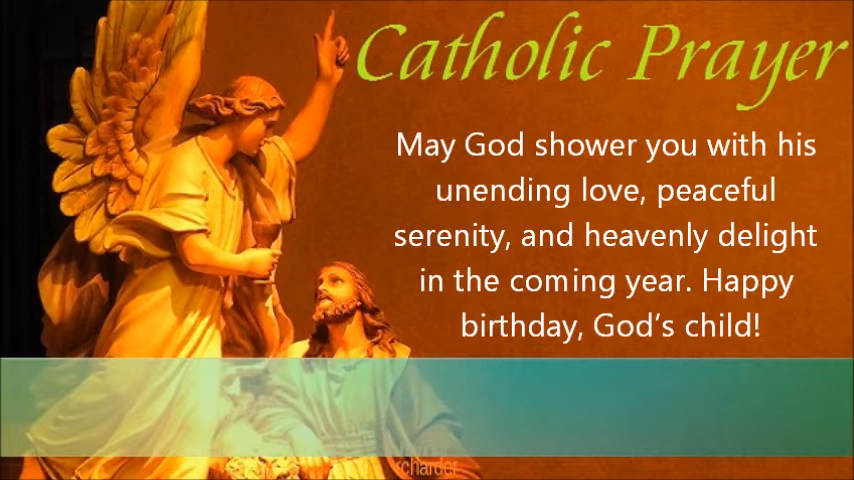 Catholic Prayer
May God shower you with his
unending love, peaceful
serenity, and heavenly delight
in the coming year. Happy
birthday, God’s child!